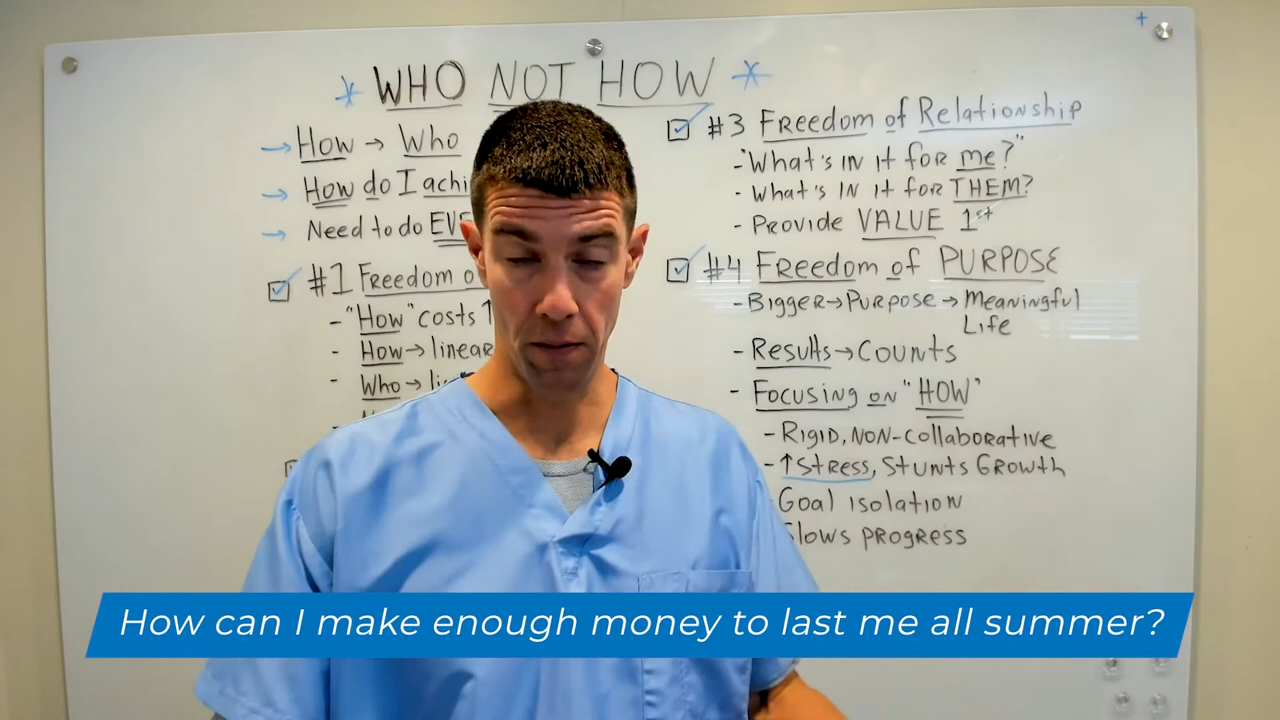 WHO NOT HOW
How → Who
How do I achi
Need to do EVE
#1 Freedom o
- "How" costs ↑
- How → linear
- Who →
#3 Freedom of Relationship
- "What's IN it for me?"
- What's IN it for THEM?
- Provide VALUE 1st
#4 Freedom of PURPOSE
- Bigger → Purpose → Meaningful
Life
- Results → Counts
- Focusing on "HOW"
- Rigid, Non-collaborative
- ↑ Stress, Stunts Growth
Goal isolation
Slows progress
How can I make enough money to last me all summer?